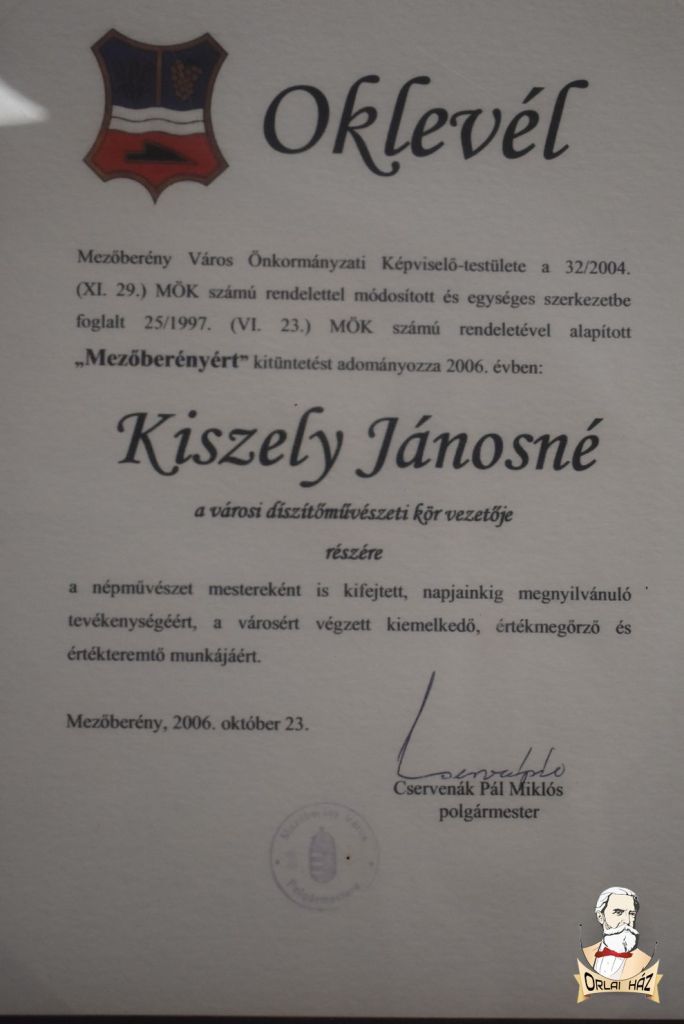 Oklevél
Mezőberény Város Önkormányzati Képviselő-testülete a 32/2004.
(XI. 29.) MÖK számú rendelettel módosított és egységes szerkezetbe
foglalt 25/1997. (VI. 23.) MÖK számú rendeletével alapított
„Mezőberényért” kitüntetést adományozza 2006. évben:
Kiszely Jánosné
a városi díszítőművészeti kör vezetője
részére
a népművészet mestereként is kifejtett, napjainkig megnyilvánuló
tevékenységéért, a városért végzett kiemelkedő, értékmegőrző és
értékteremtő munkájáért.
Mezőberény, 2006. október 23.
Cservenák Pál Miklós
polgármester
Mezőberény Város
Polgármestere
ORLAI HÁZ